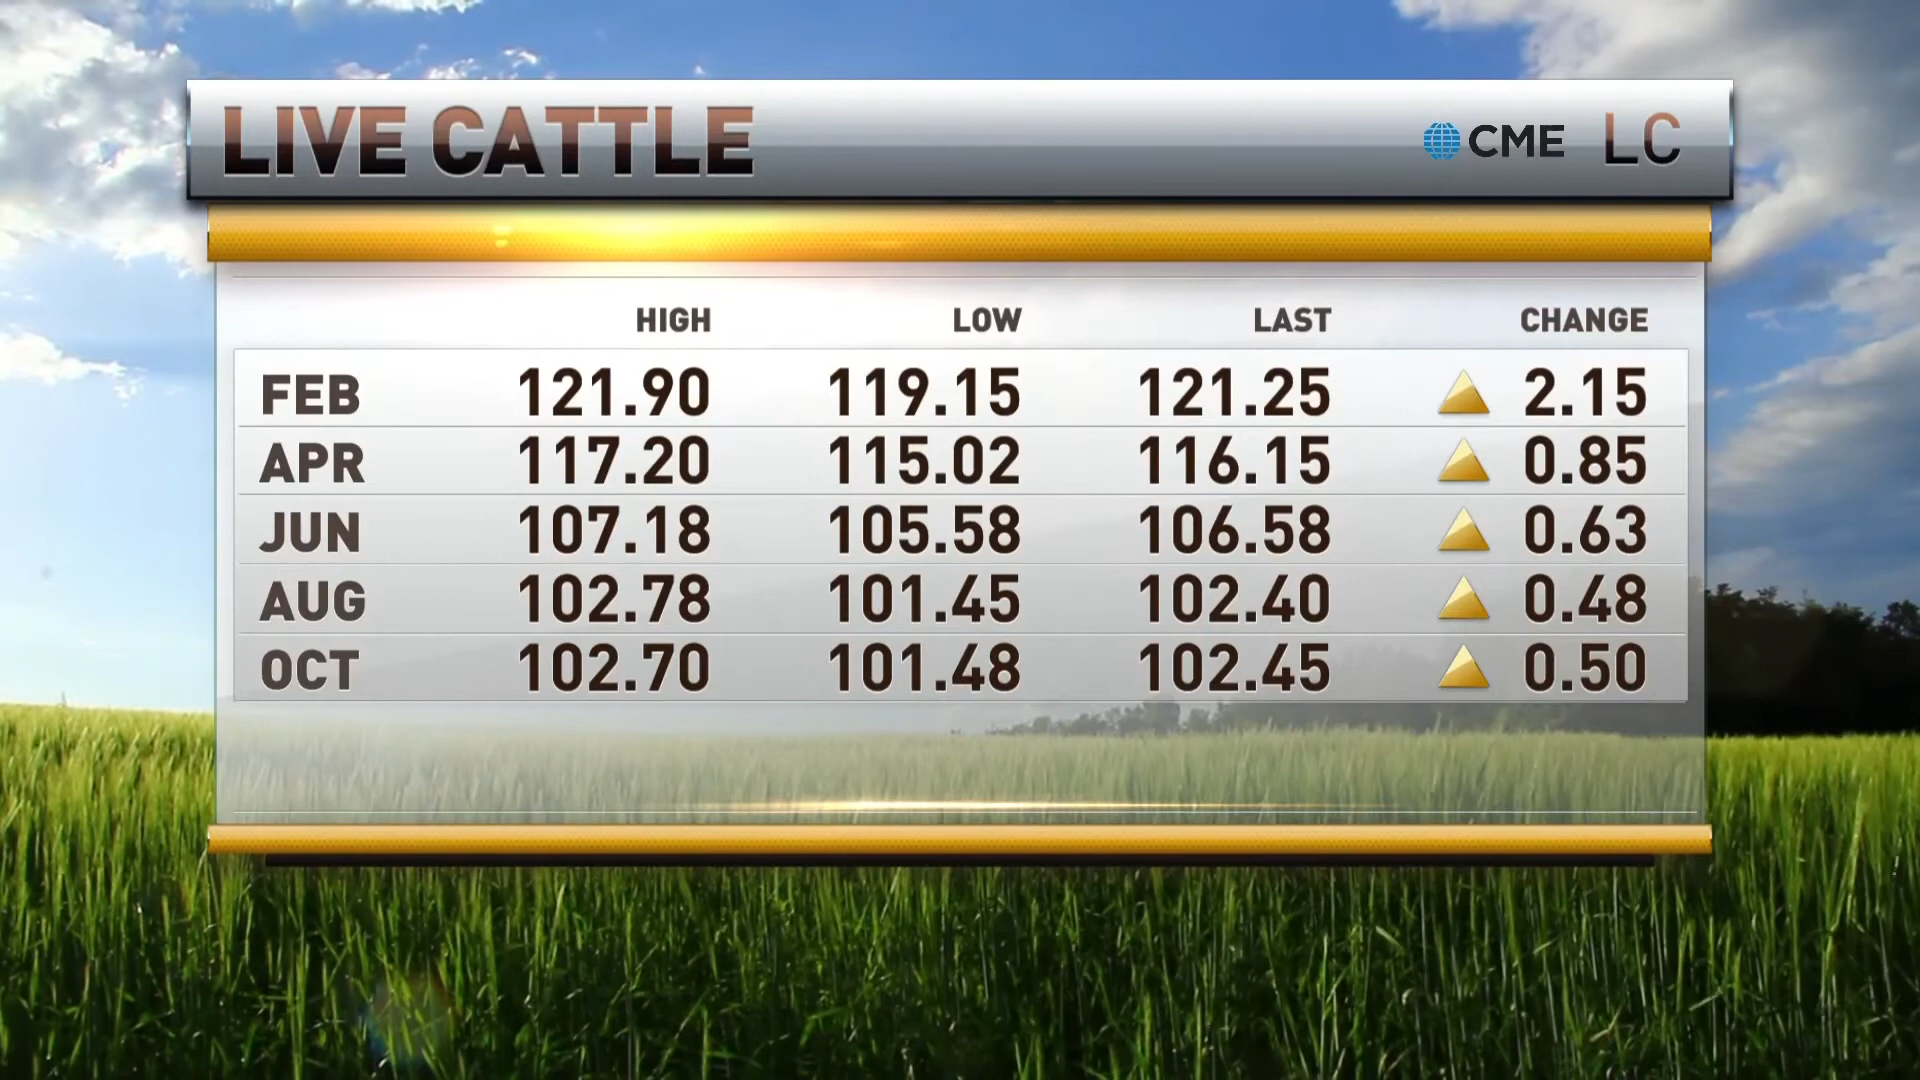 LIVE CATTLE CME LC
HIGH LOW LAST CHANGE
FEB 121.90 119.15 121.25 2.15
APR 117.20 115.02 116.15 0.85
JUN 107.18 105.58 106.58 0.63
AUG 102.78 101.45 102.40 0.48
OCT 102.70 101.48 102.45 0.50